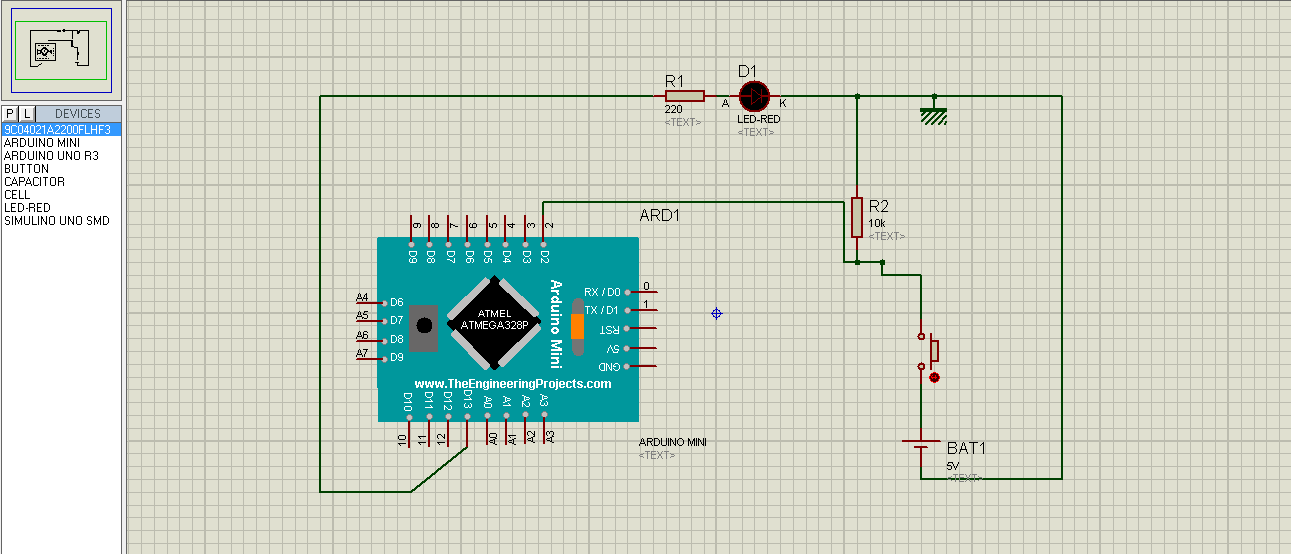 P L DEVICES
9C04021A2200FLHF3
ARDUINO MINI
ARDUINO UNO R3
BUTTON
CAPACITOR
CELL
LED-RED
SIMULINO UNO SMD
R1
220
<TEXT>
D1
A K
LED-RED
<TEXT>
R2
10k
<TEXT>
ARD1
9 8 7 6 5 4 3 2
D9 D8 D7 D6 D5 D4 D3 D2
A4 D6
A5 D7
A6 D8
A7 D9
ATMEL
ATMEGA328P
Arduino Mini
RX / D0 0
TX / D1 1
RST
5V
GND
www.TheEngineeringProjects.com
D10 D11 D12 D13 A0 A1 A2 A3
10 11 12 A0 A1 A2 A3
ARDUINO MINI
<TEXT>
BAT1
5V
<TEXT>